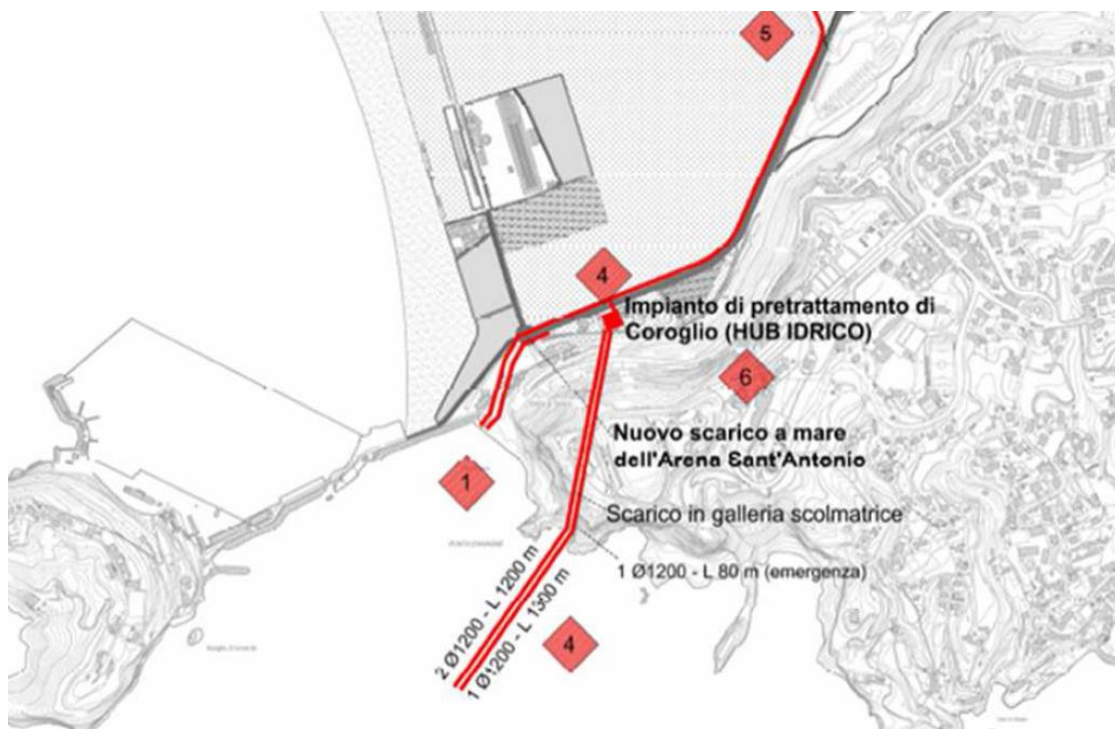 5
4
Impianto di pretrattamento di
Coroglio (HUB IDRICO)
6
Nuovo scarico a mare
dell'Arena Sant'Antonio
1
Scarico in galleria scolmatrice
1 Ø1200 - L 80 m (emergenza)
2 Ø1200 - L 1200 m
1 Ø1200 - L 1300 m
4